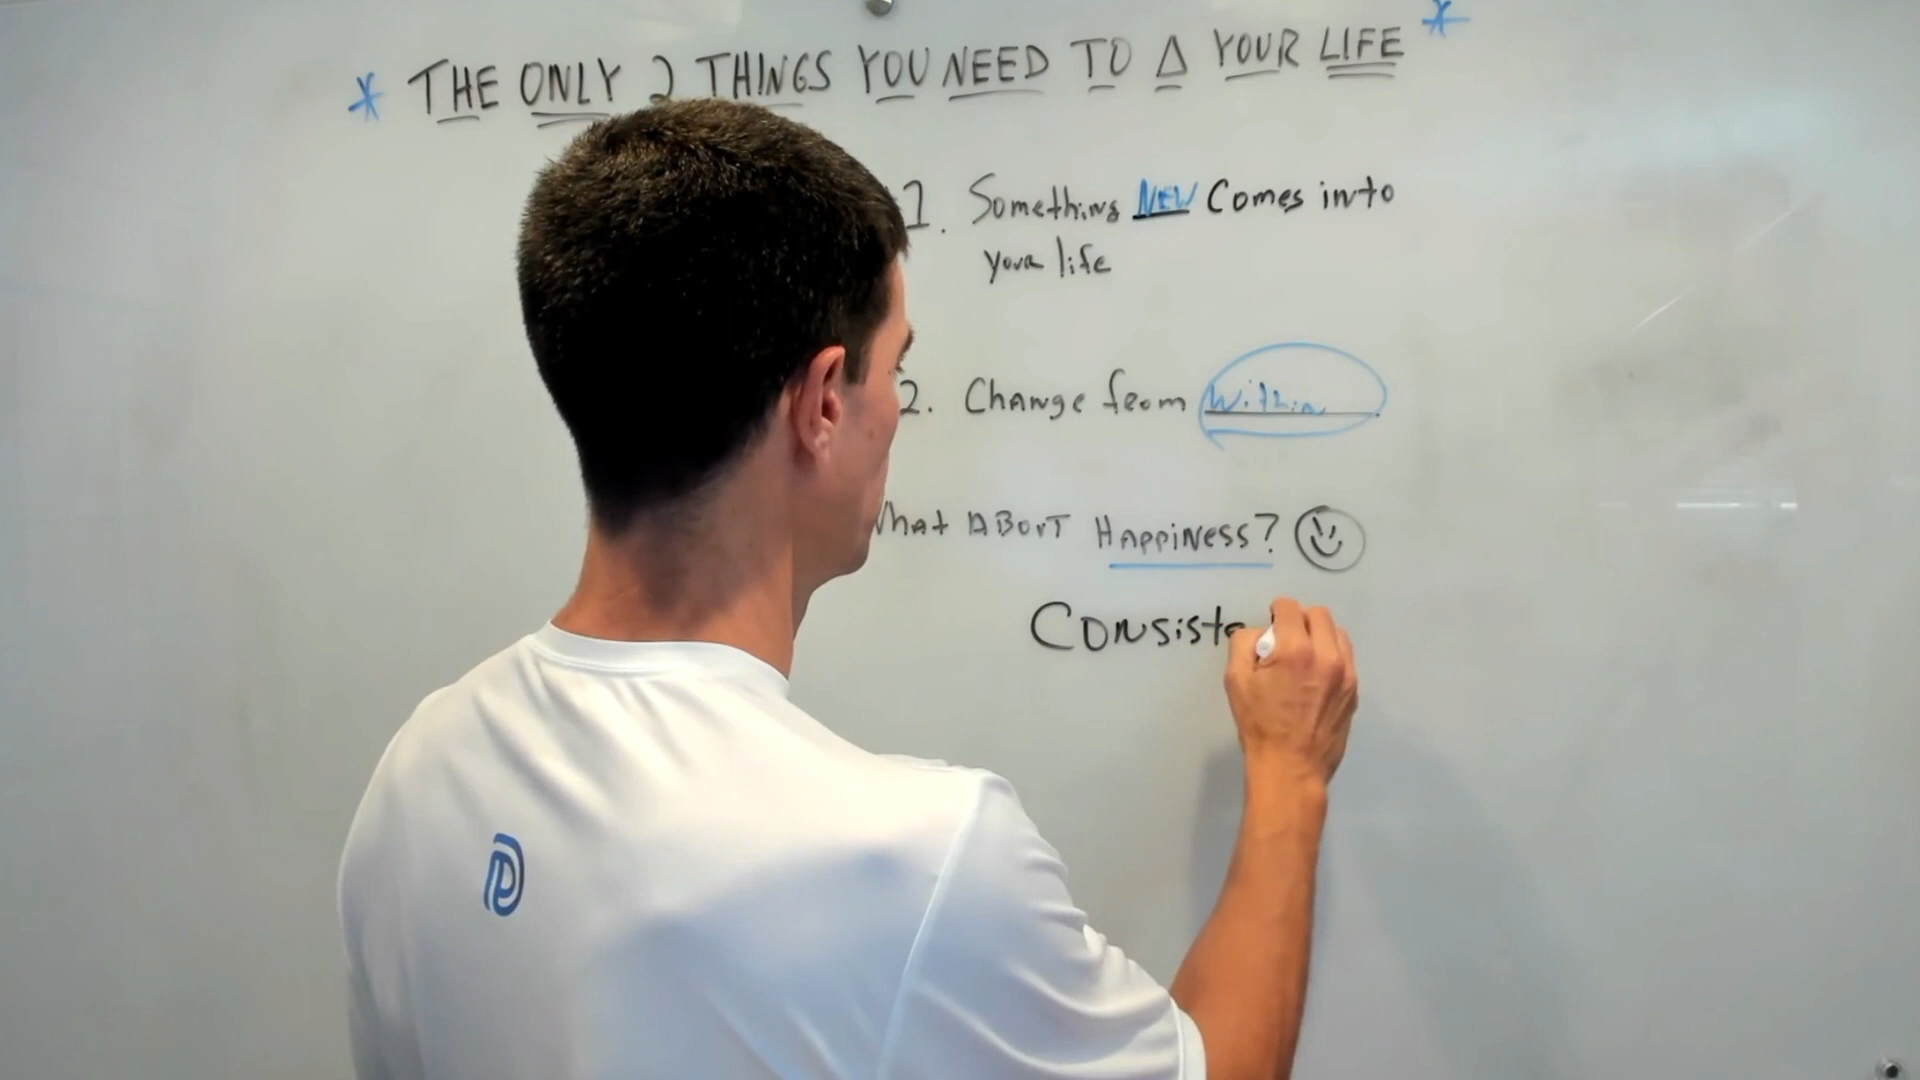 * THE ONLY 2 THINGS YOU NEED TO Δ YOUR LIFE *
1. Something NEW Comes into
your life
2. Change from Within
What ABOUT HAPPINESS?
Consiste